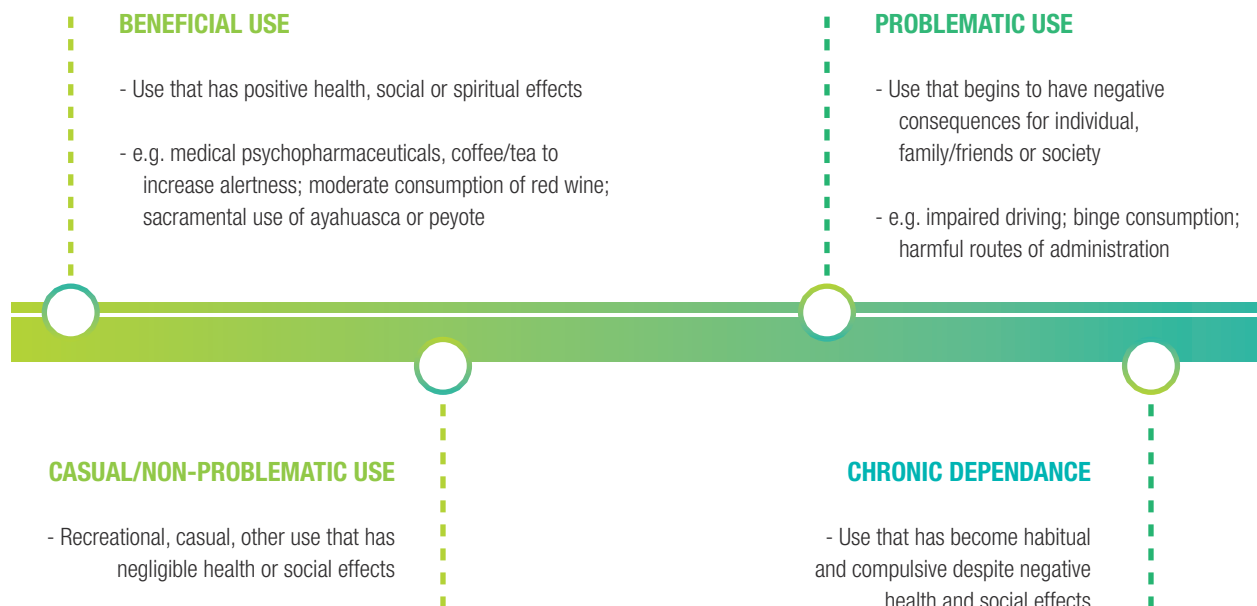 BENEFICIAL USE
- Use that has positive health, social or spiritual effects
- e.g. medical psychopharmaceuticals, coffee/tea to
increase alertness; moderate consumption of red wine;
sacramental use of ayahuasca or peyote
PROBLEMATIC USE
- Use that begins to have negative
consequences for individual,
family/friends or society
- e.g. impaired driving; binge consumption;
harmful routes of administration
CASUAL/NON-PROBLEMATIC USE
- Recreational, casual, other use that has
negligible health or social effects
CHRONIC DEPENDANCE
- Use that has become habitual
and compulsive despite negative
health and social effects